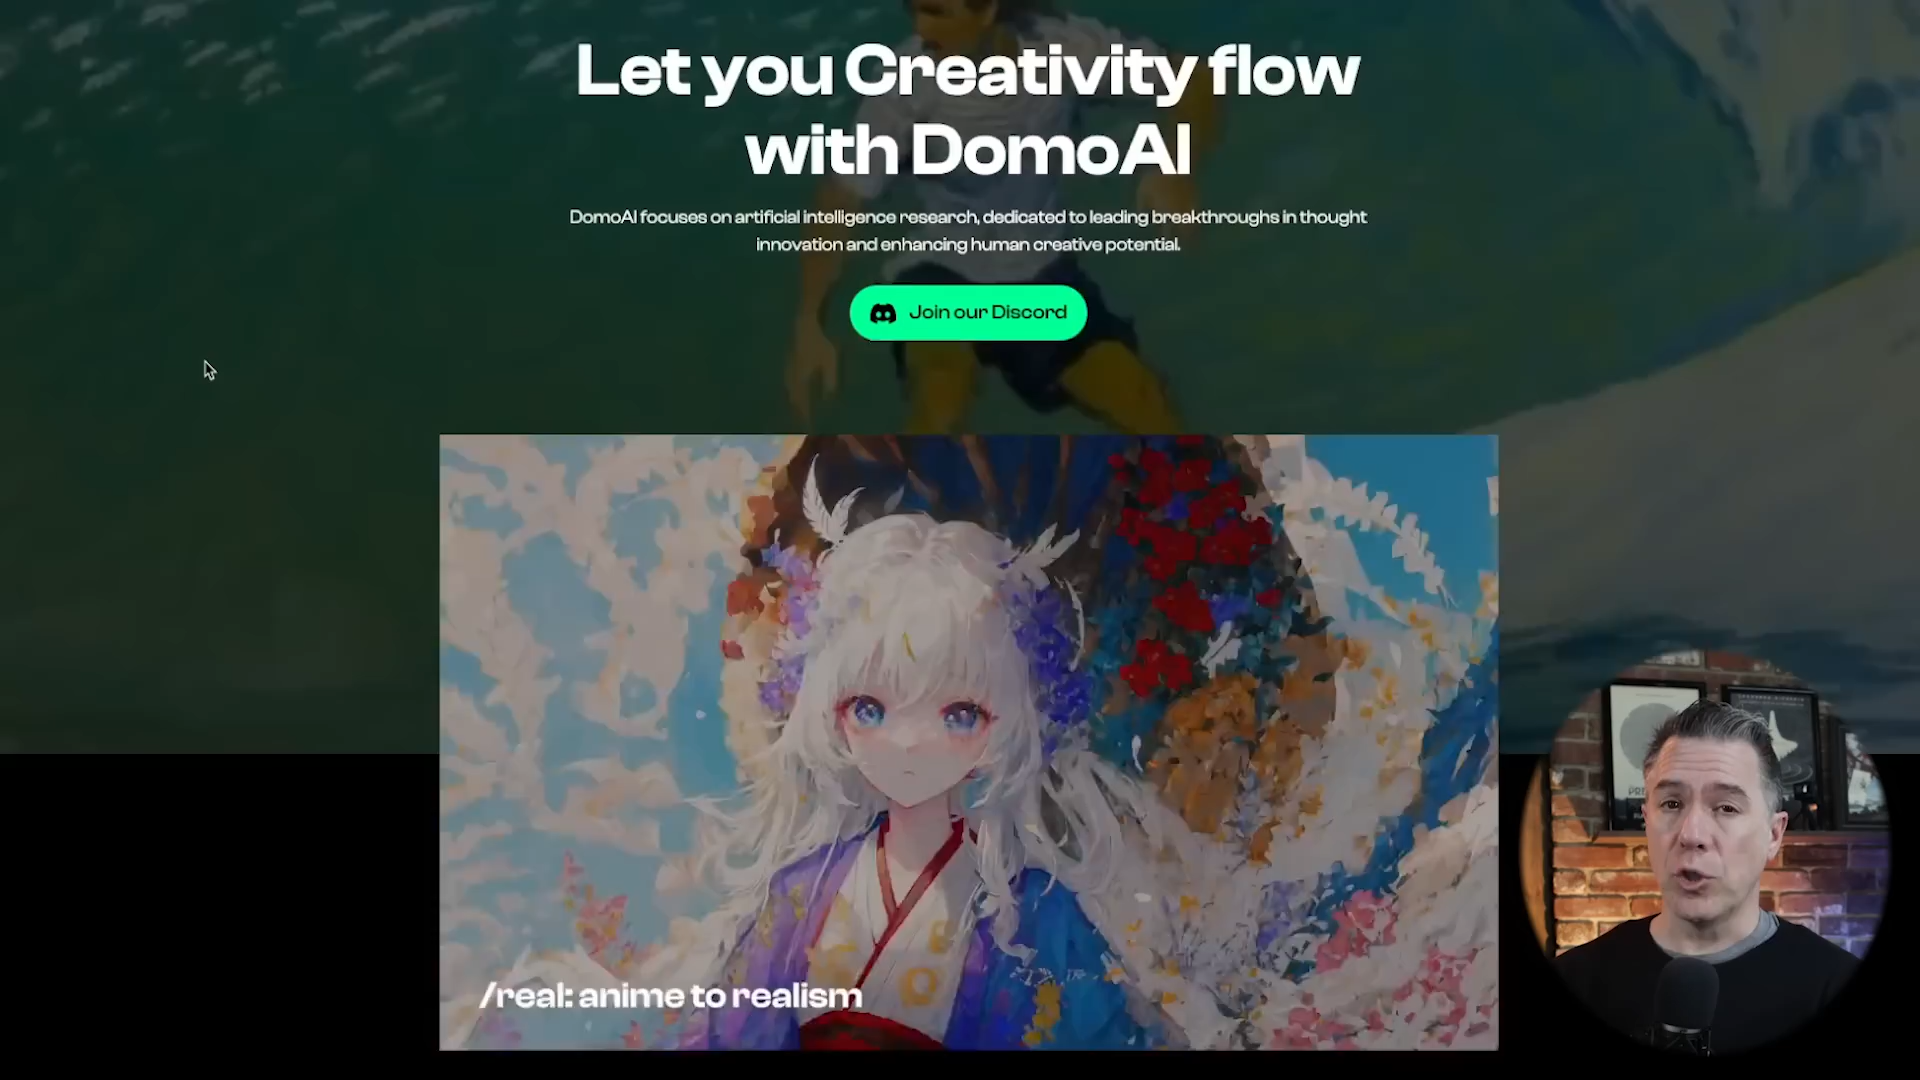 Let you Creativity flow
with DomoAI
DomoAI focuses on artificial intelligence research, dedicated to leading breakthroughs in thought
innovation and enhancing human creative potential.
Join our Discord
/real: anime to realism